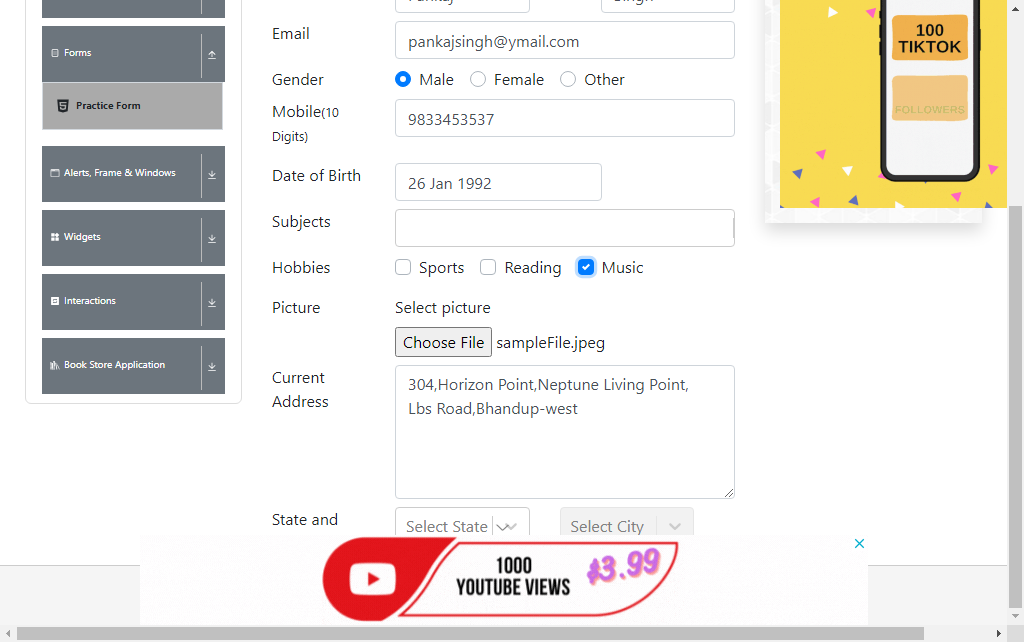 Forms
Practice Form
Alerts, Frame & Windows
Widgets
Interactions
Book Store Application
Email
pankajsingh@ymail.com
Gender
Male
Female
Other
Mobile(10
Digits)
9833453537
Date of Birth
26 Jan 1992
Subjects
Hobbies
Sports
Reading
Music
Picture
Select picture
Choose File
sampleFile.jpeg
Current
Address
304,Horizon Point,Neptune Living Point,
Lbs Road,Bhandup-west
State and
Select State
Select City
100
TIKTOK
FOLLOWERS
1000
YOUTUBE VIEWS
$3.99